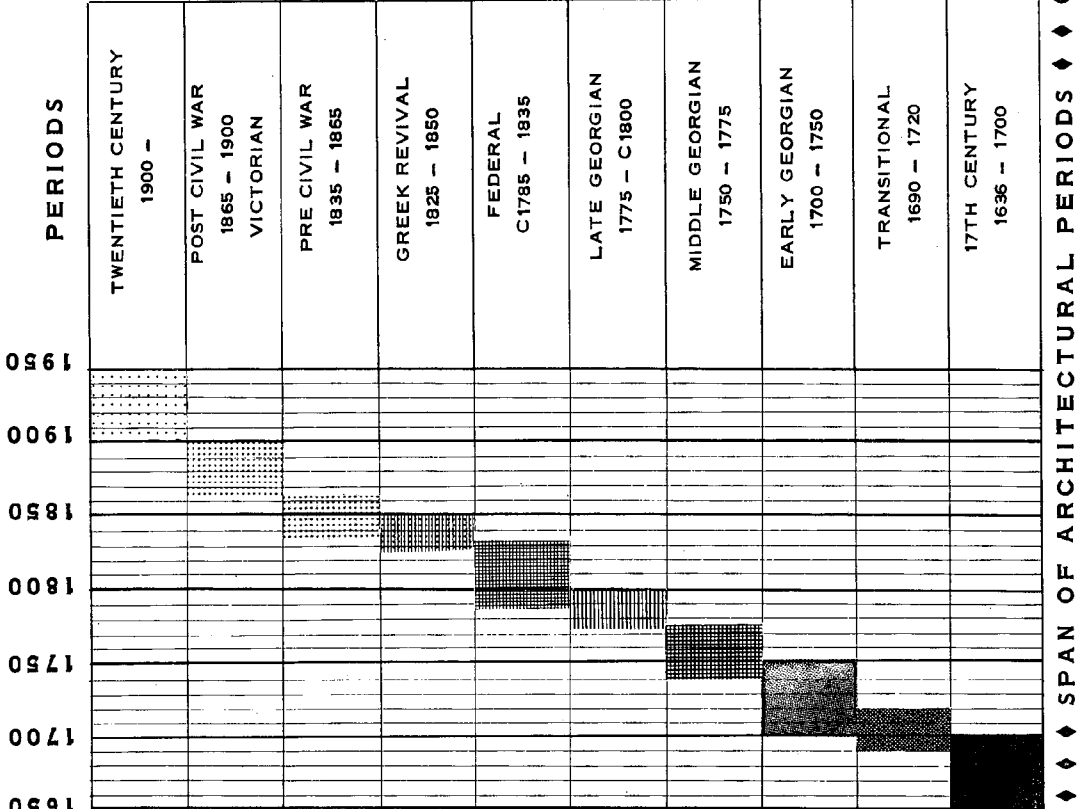 PERIODS
TWENTIETH CENTURY
1900 –
POST CIVIL WAR
1865 – 1900
VICTORIAN
PRE CIVIL WAR
1835 – 1865
GREEK REVIVAL
1825 – 1850
FEDERAL
C1785 – 1835
LATE GEORGIAN
1775 – C1800
MIDDLE GEORGIAN
1750 – 1775
EARLY GEORGIAN
1700 – 1750
TRANSITIONAL
1690 – 1720
17TH CENTURY
1636 – 1700
1950
1900
1850
1800
1750
1700
1650
SPAN OF ARCHITECTURAL PERIODS